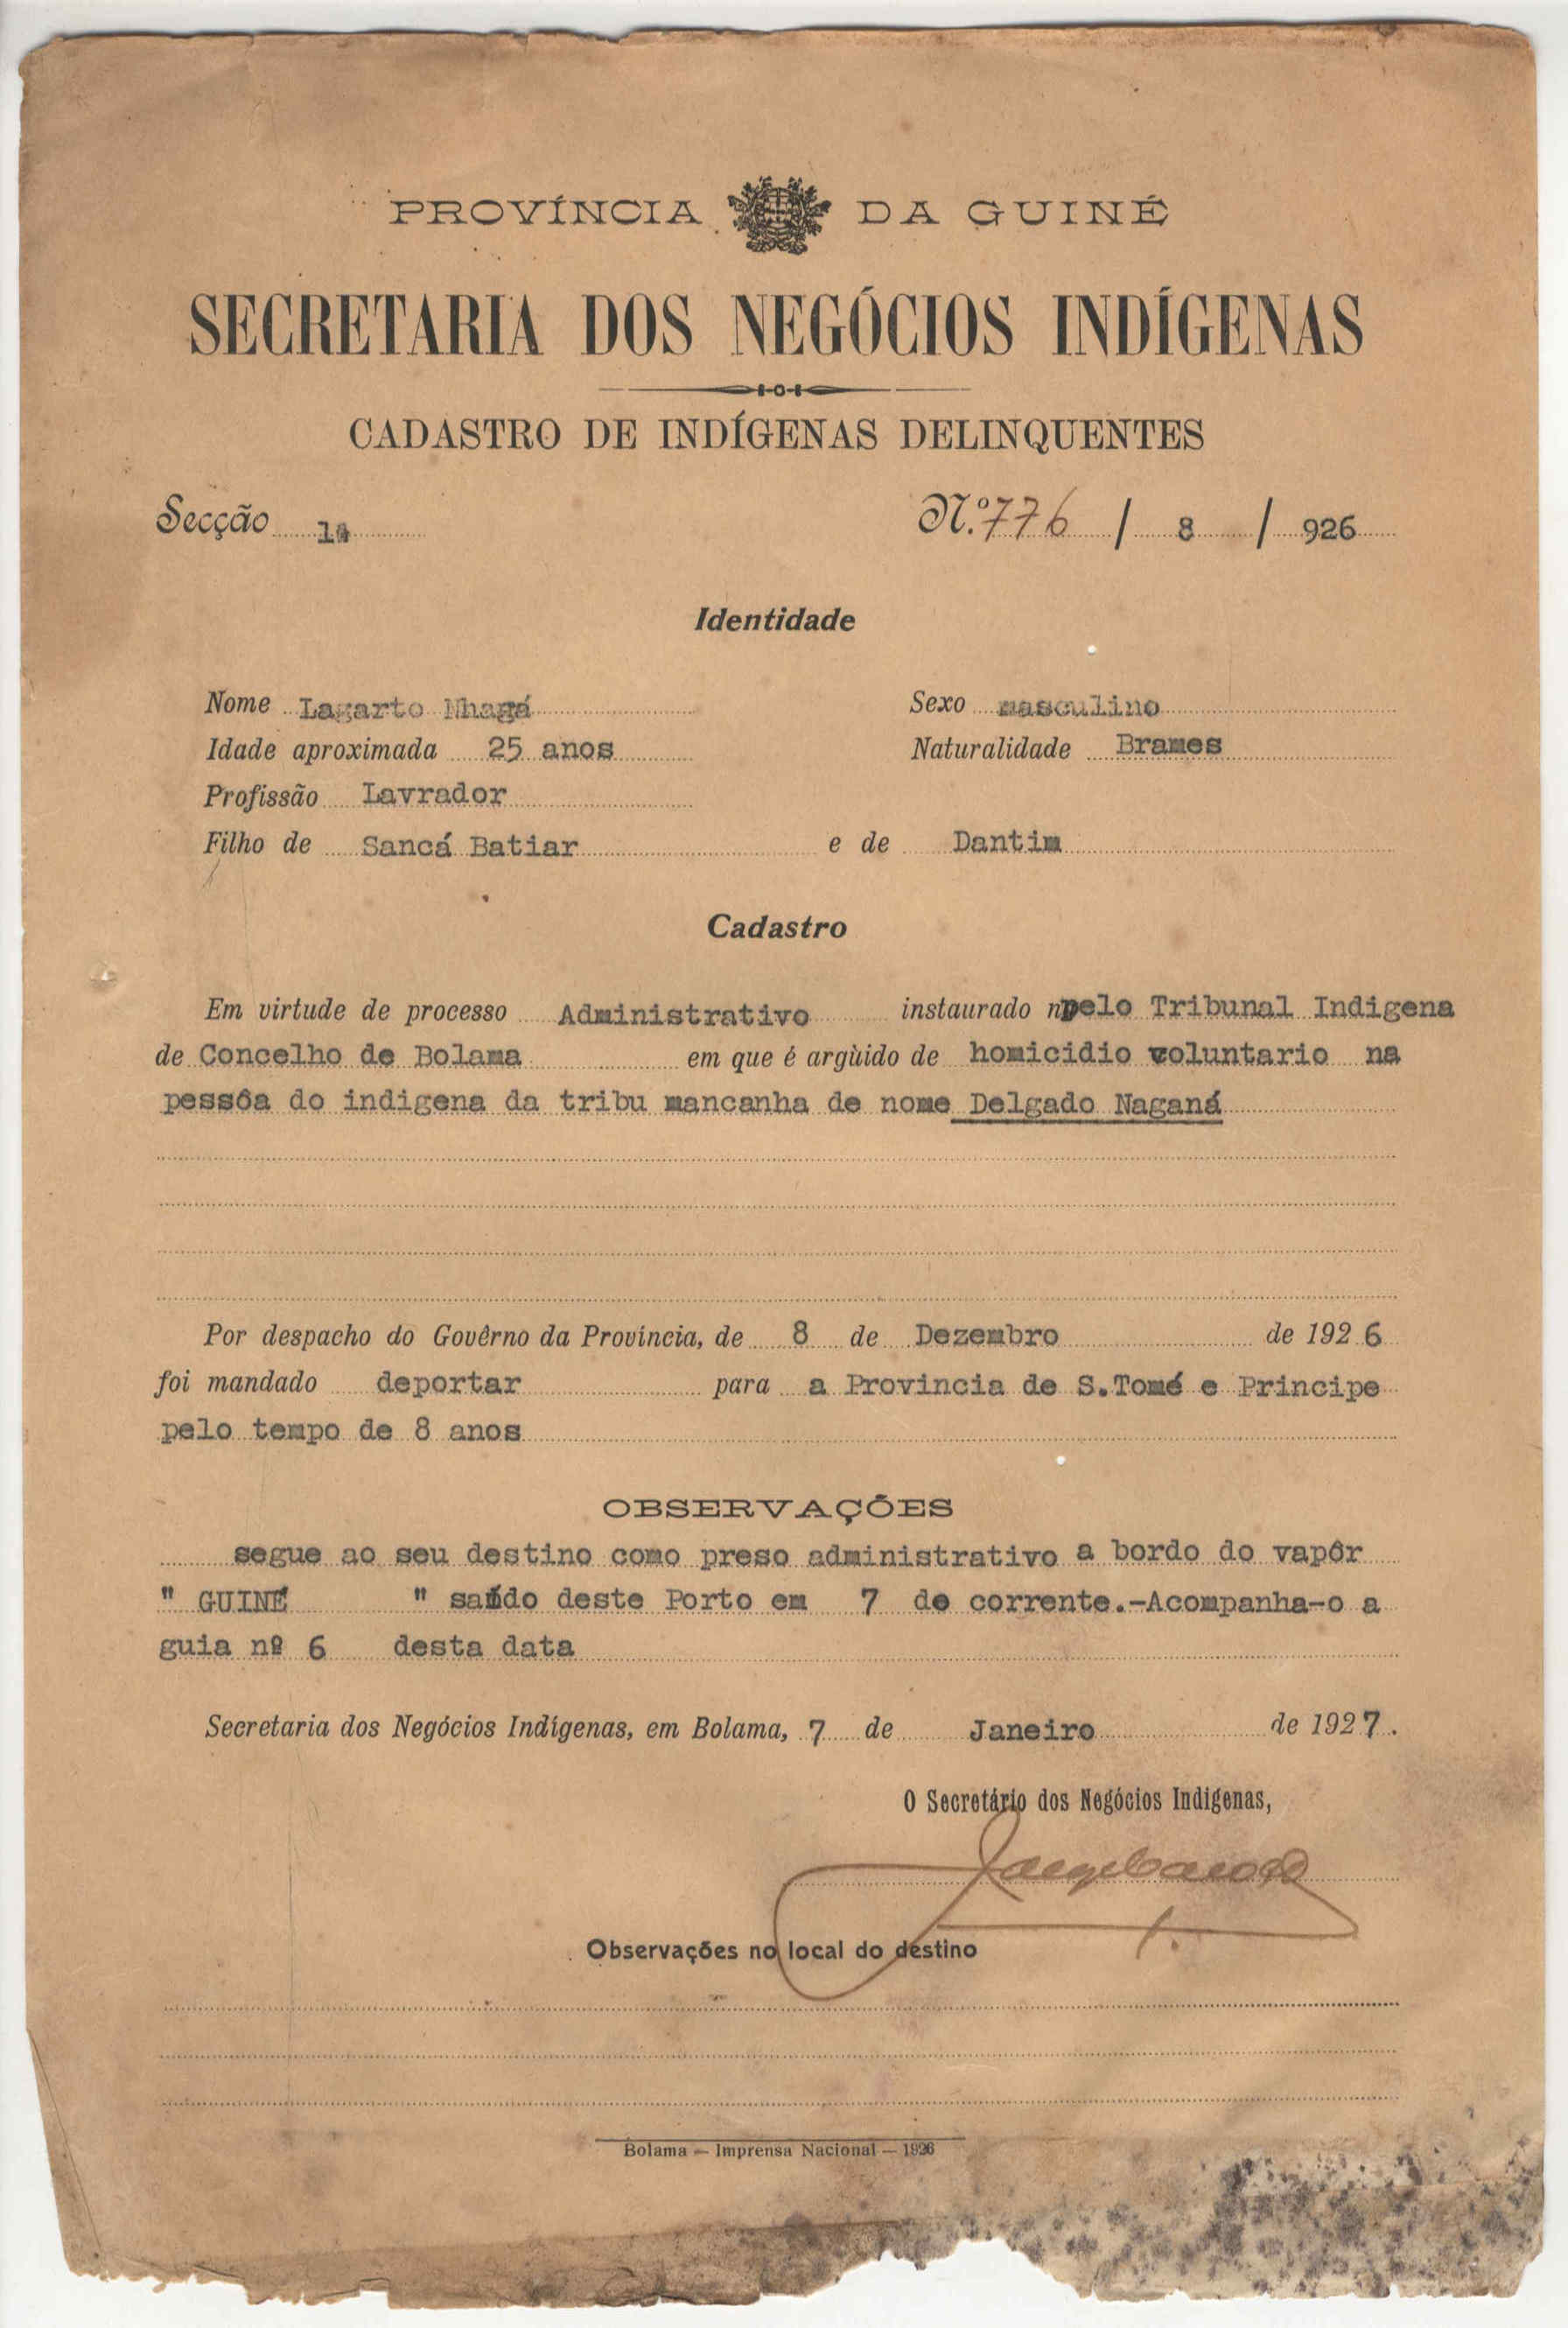 PROVÍNCIA DA GUINÉ
SECRETARIA DOS NEGÓCIOS INDÍGENAS
CADASTRO DE INDÍGENAS DELINQUENTES
Secção 1ª N.º 776 / 8 / 926
Identidade
Nome Lagarto Nhagá Sexo masculino
Idade aproximada 25 anos Naturalidade Brames
Profissão Lavrador
Filho de Sancá Batiar e de Dantim
Cadastro
Em virtude de processo Administrativo instaurado npelo Tribunal Indigena
de Concelho de Bolama em que é argùido de homicidio voluntario na
pessôa do indigena da tribu mancanha de nome Delgado Naganá
Por despacho do Govêrno da Província, de 8 de Dezembro de 1926
foi mandado deportar para a Provincia de S.Tomé e Principe
pelo tempo de 8 anos
OBSERVAÇÕES
segue ao seu destino como preso administrativo a bordo do vapôr
" GUINÉ " saído deste Porto em 7 do corrente.-Acompanha-o a
guia nº 6 desta data
Secretaria dos Negócios Indígenas, em Bolama, 7 de Janeiro de 1927.
O Secretário dos Negócios Indígenas,
Observações no local do destino
Bolama — Imprensa Nacional — 1926